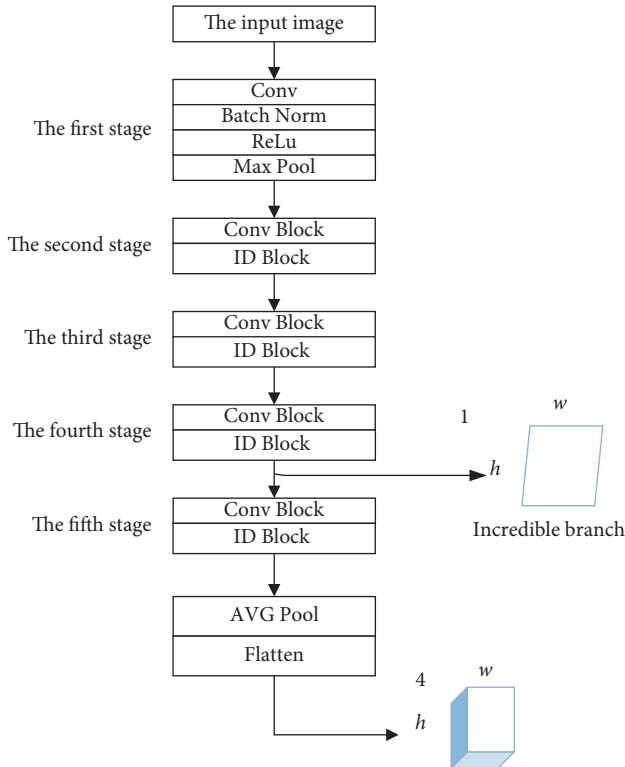 The input image
The first stage
Conv
Batch Norm
ReLu
Max Pool
The second stage
Conv Block
ID Block
The third stage
Conv Block
ID Block
The fourth stage
Conv Block
ID Block
1
w
h
Incredible branch
The fifth stage
Conv Block
ID Block
AVG Pool
Flatten
4
w
h